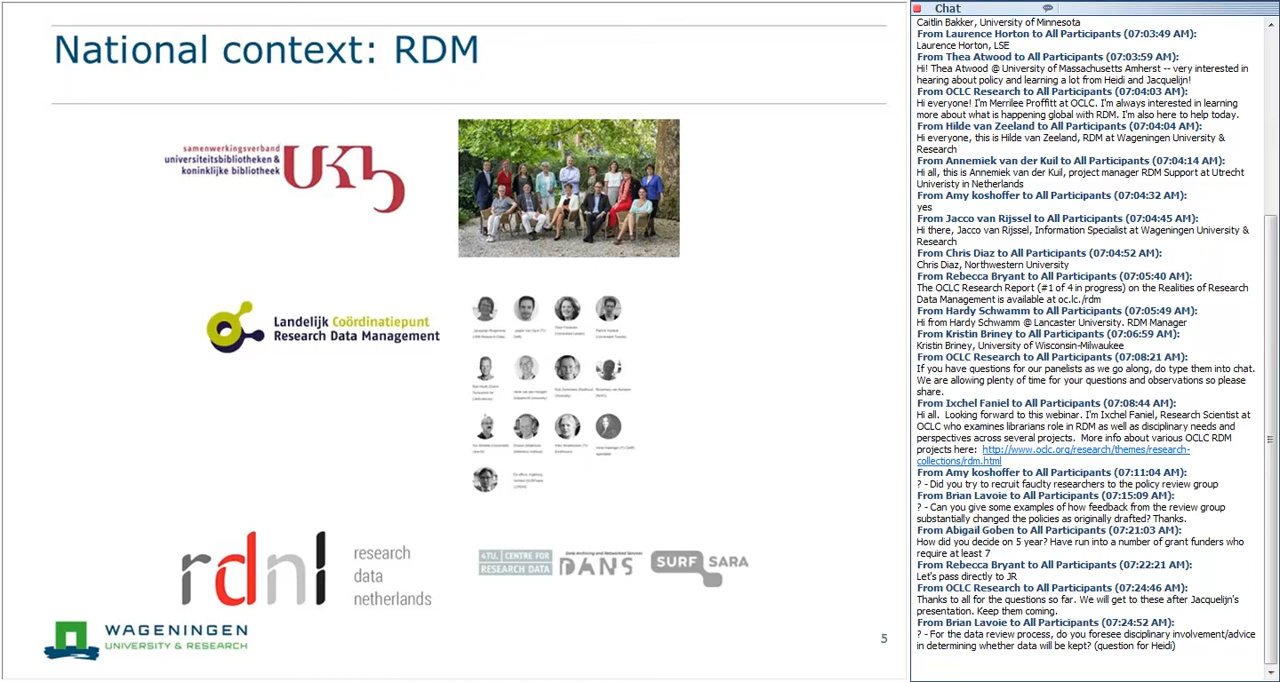 National context: RDM
samenwerkingsverband
universiteitsbibliotheken &
koninklijke bibliotheek
UKB
Landelijk Coördinatiepunt
Research Data Management
rdnl
research
data
netherlands
4TU.
CENTRE FOR
RESEARCH DATA
Data Archiving and Networked Services
DANS
SURF SARA
WAGENINGEN
UNIVERSITY & RESEARCH
5
Chat
Caitlin Bakker, University of Minnesota
From Laurence Horton to All Participants (07:03:49 AM):
Laurence Horton, LSE
From Thea Atwood to All Participants (07:03:59 AM):
Hi! Thea Atwood @ University of Massachusetts Amherst -- very interested in
hearing about policy and learning a lot from Heidi and Jacquelijn!
From OCLC Research to All Participants (07:04:03 AM):
Hi everyone! I'm Merrilee Proffitt at OCLC. I'm always interested in learning
more about what is happening global with RDM. I'm also here to help today.
From Hilde van Zeeland to All Participants (07:04:04 AM):
Hi everyone, this is Hilde van Zeeland, RDM at Wageningen University &
Research
From Annemiek van der Kuil to All Participants (07:04:14 AM):
Hi all, this is Annemiek van der Kuil, project manager RDM Support at Utrecht
Univeristy in Netherlands
From Amy koshoffer to All Participants (07:04:32 AM):
yes
From Jacco van Rijssel to All Participants (07:04:45 AM):
Hi there, Jacco van Rijssel, Information Specialist at Wageningen University &
Research
From Chris Diaz to All Participants (07:04:52 AM):
Chris Diaz, Northwestern University
From Rebecca Bryant to All Participants (07:05:40 AM):
The OCLC Research Report (#1 of 4 in progress) on the Realities of Research
Data Management is available at oc.lc./rdm
From Hardy Schwamm to All Participants (07:05:49 AM):
Hi from Hardy Schwamm @ Lancaster University. RDM Manager
From Kristin Briney to All Participants (07:06:59 AM):
Kristin Briney, University of Wisconsin-Milwaukee
From OCLC Research to All Participants (07:08:21 AM):
If you have questions for our panelists as we go along, do type them into chat.
We are allowing plenty of time for your questions and observations so please
share.
From Ixchel Faniel to All Participants (07:08:44 AM):
Hi all.  Looking forward to this webinar. I'm Ixchel Faniel, Research Scientist at
OCLC who examines librarians role in RDM as well as disciplinary needs and
perspectives across several projects.  More info about various OCLC RDM
projects here:  http://www.oclc.org/research/themes/research-
collections/rdm.html
From Amy koshoffer to All Participants (07:11:04 AM):
? - Did you try to recruit fauclty researchers to the policy review group
From Brian Lavoie to All Participants (07:15:09 AM):
? - Can you give some examples of how feedback from the review group
substantially changed the policies as originally drafted? Thanks.
From Abigail Goben to All Participants (07:21:03 AM):
How did you decide on 5 year? Have run into a number of grant funders who
require at least 7
From Rebecca Bryant to All Participants (07:22:21 AM):
Let's pass directly to JR
From OCLC Research to All Participants (07:24:46 AM):
Thanks to all for the questions so far. We will get to these after Jacquelijn's
presentation. Keep them coming.
From Brian Lavoie to All Participants (07:24:52 AM):
? - For the data review process, do you foresee disciplinary involvement/advice
in determining whether data will be kept? (question for Heidi)